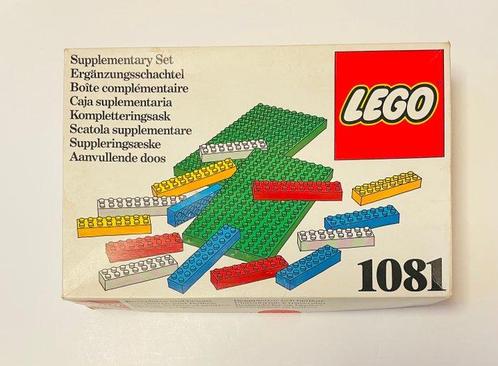 Supplementary Set
Ergänzungsschachtel
Boîte complémentaire
Caja suplementaria
Kompletteringsask
Scatola supplementare
Suppleringsæske
Aanvullende doos
LEGO
1081